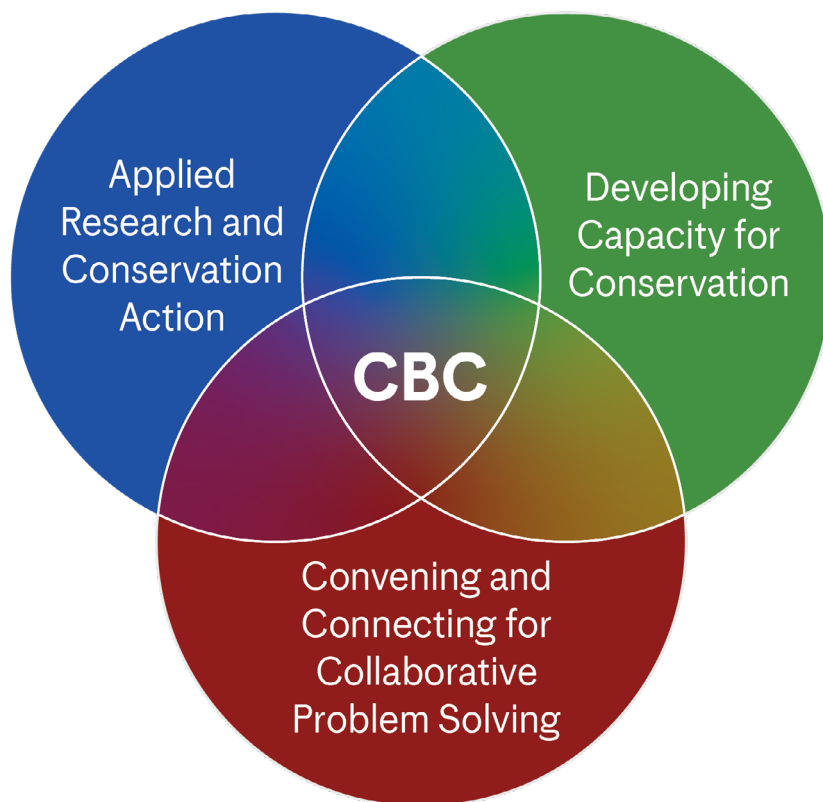 Applied
Research and
Conservation
Action
Developing
Capacity for
Conservation
CBC
Convening and
Connecting for
Collaborative
Problem Solving